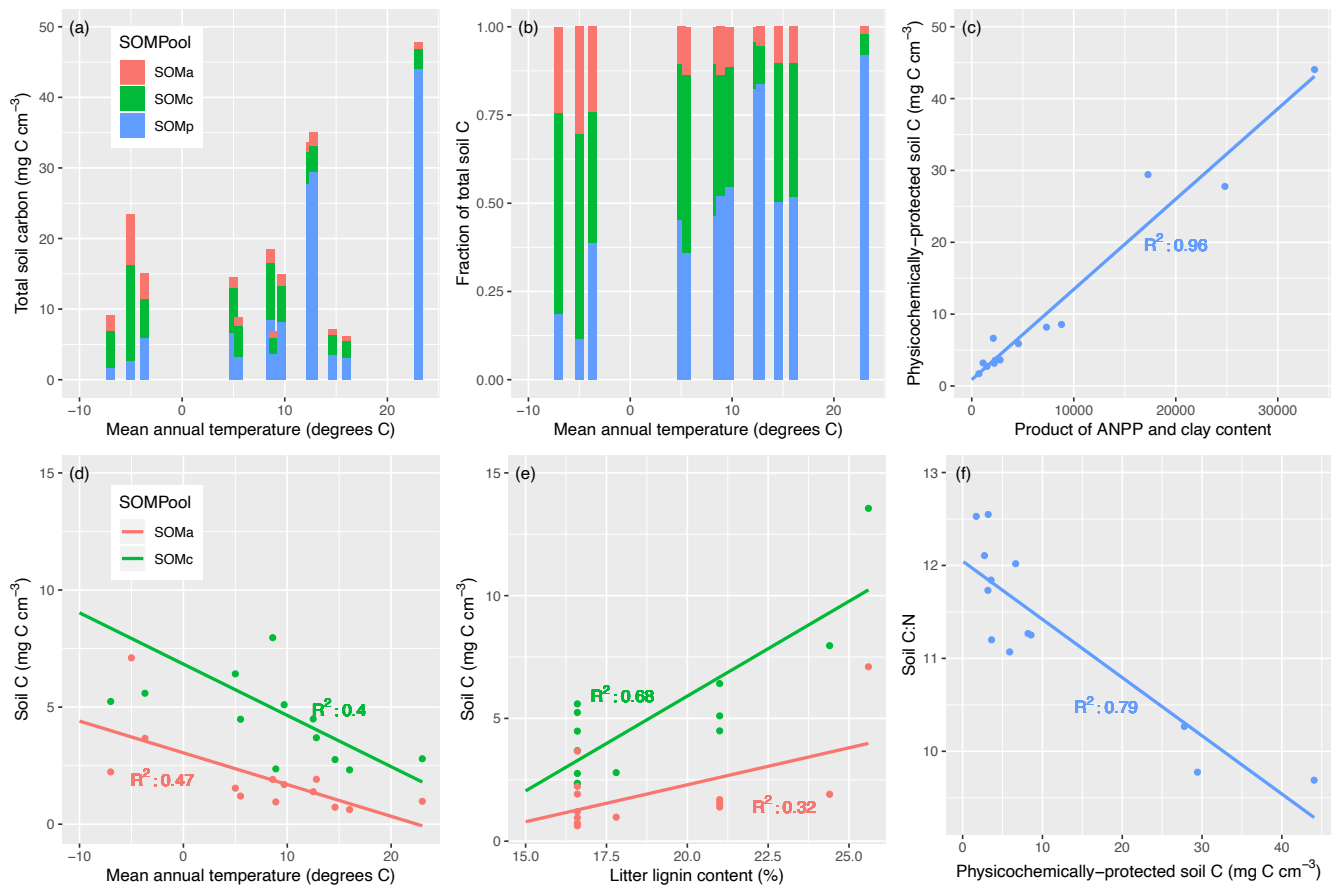 (a)
SOMPool
SOMa
SOMc
SOMp
50
40
30
20
10
0
−10
0
10
20
Total soil carbon (mg C cm−3)
Mean annual temperature (degrees C)
(b)
1.00
0.75
0.50
0.25
0.00
−10
0
10
20
Fraction of total soil C
Mean annual temperature (degrees C)
(c)
50
40
30
20
10
0
R2:0.96
0
10000
20000
30000
Physicochemically−protected soil C (mg C cm−3)
Product of ANPP and clay content
(d)
SOMPool
SOMa
SOMc
15
10
5
0
R2:0.4
R2:0.47
−10
0
10
20
Soil C (mg C cm−3)
Mean annual temperature (degrees C)
(e)
15
10
5
0
R2:0.68
R2:0.32
15.0
17.5
20.0
22.5
25.0
Soil C (mg C cm−3)
Litter lignin content (%)
(f)
13
12
11
10
R2:0.79
0
10
20
30
40
Soil C:N
Physicochemically−protected soil C (mg C cm−3)